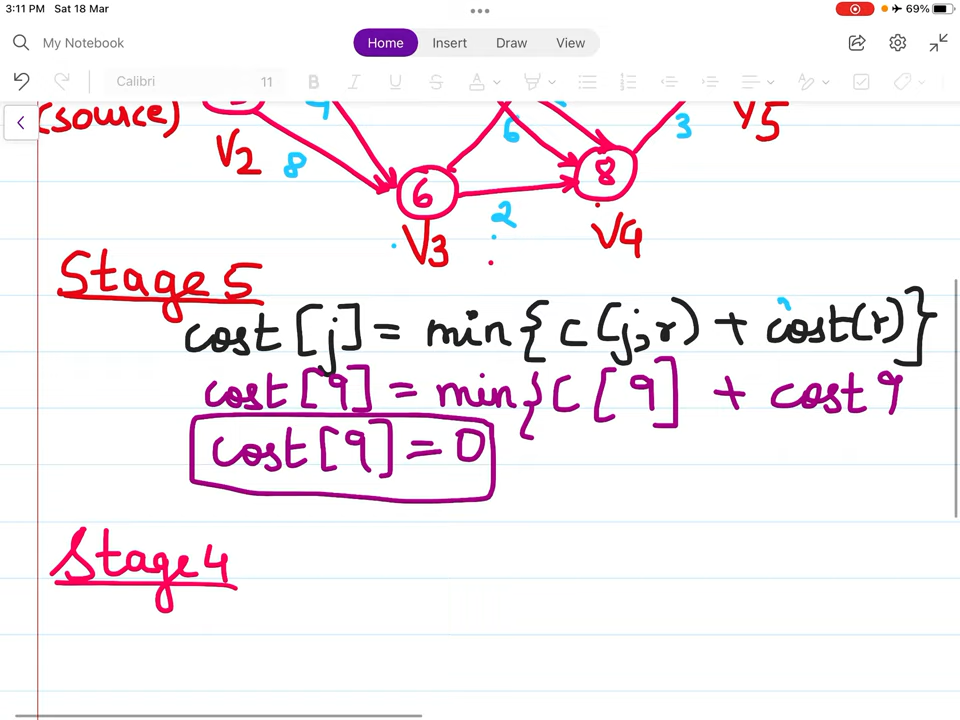 3:11 PM Sat 18 Mar
69%
My Notebook
Home Insert Draw View
Calibri 11
(source)
V2
8
6
V3
2
6
8
V4
3
V5
Stage 5
cost[j] = min{c(j,r) + cost(r)}
cost[9] = min{c[9] + cost 9
cost[9] = 0
Stage 4